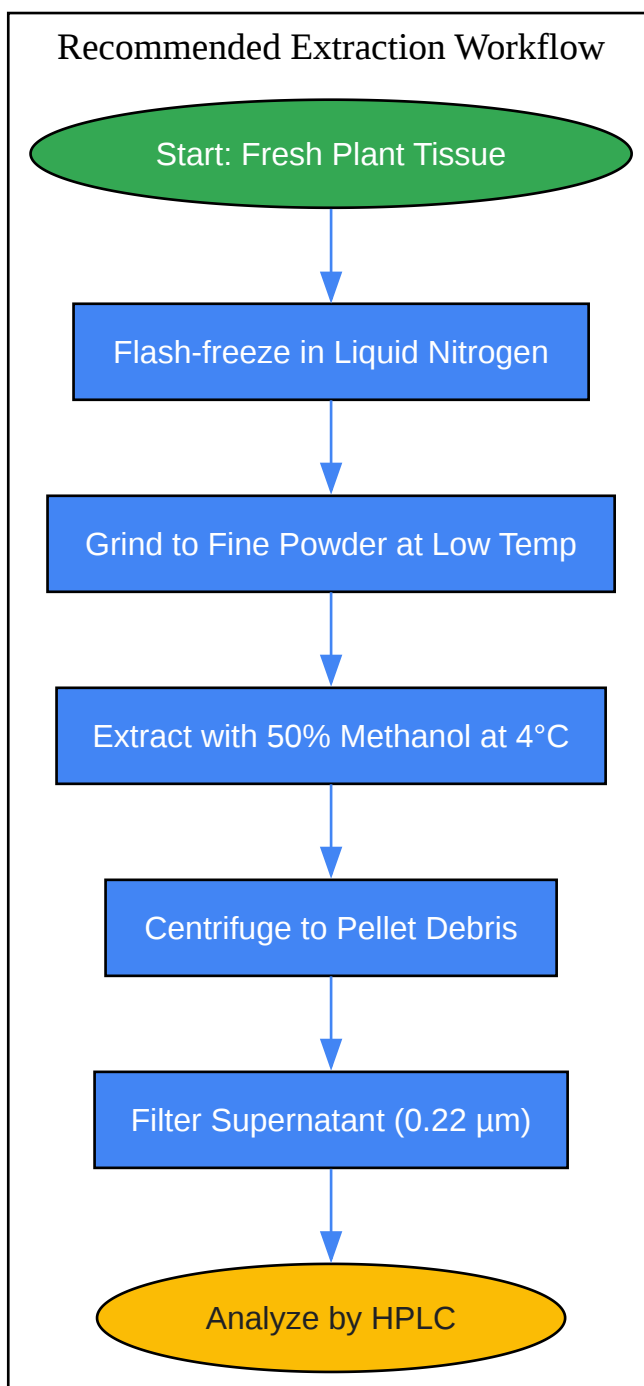 Recommended Extraction Workflow
Start: Fresh Plant Tissue
Flash-freeze in Liquid Nitrogen
Grind to Fine Powder at Low Temp
Extract with 50% Methanol at 4°C
Centrifuge to Pellet Debris
Filter Supernatant (0.22 µm)
Analyze by HPLC